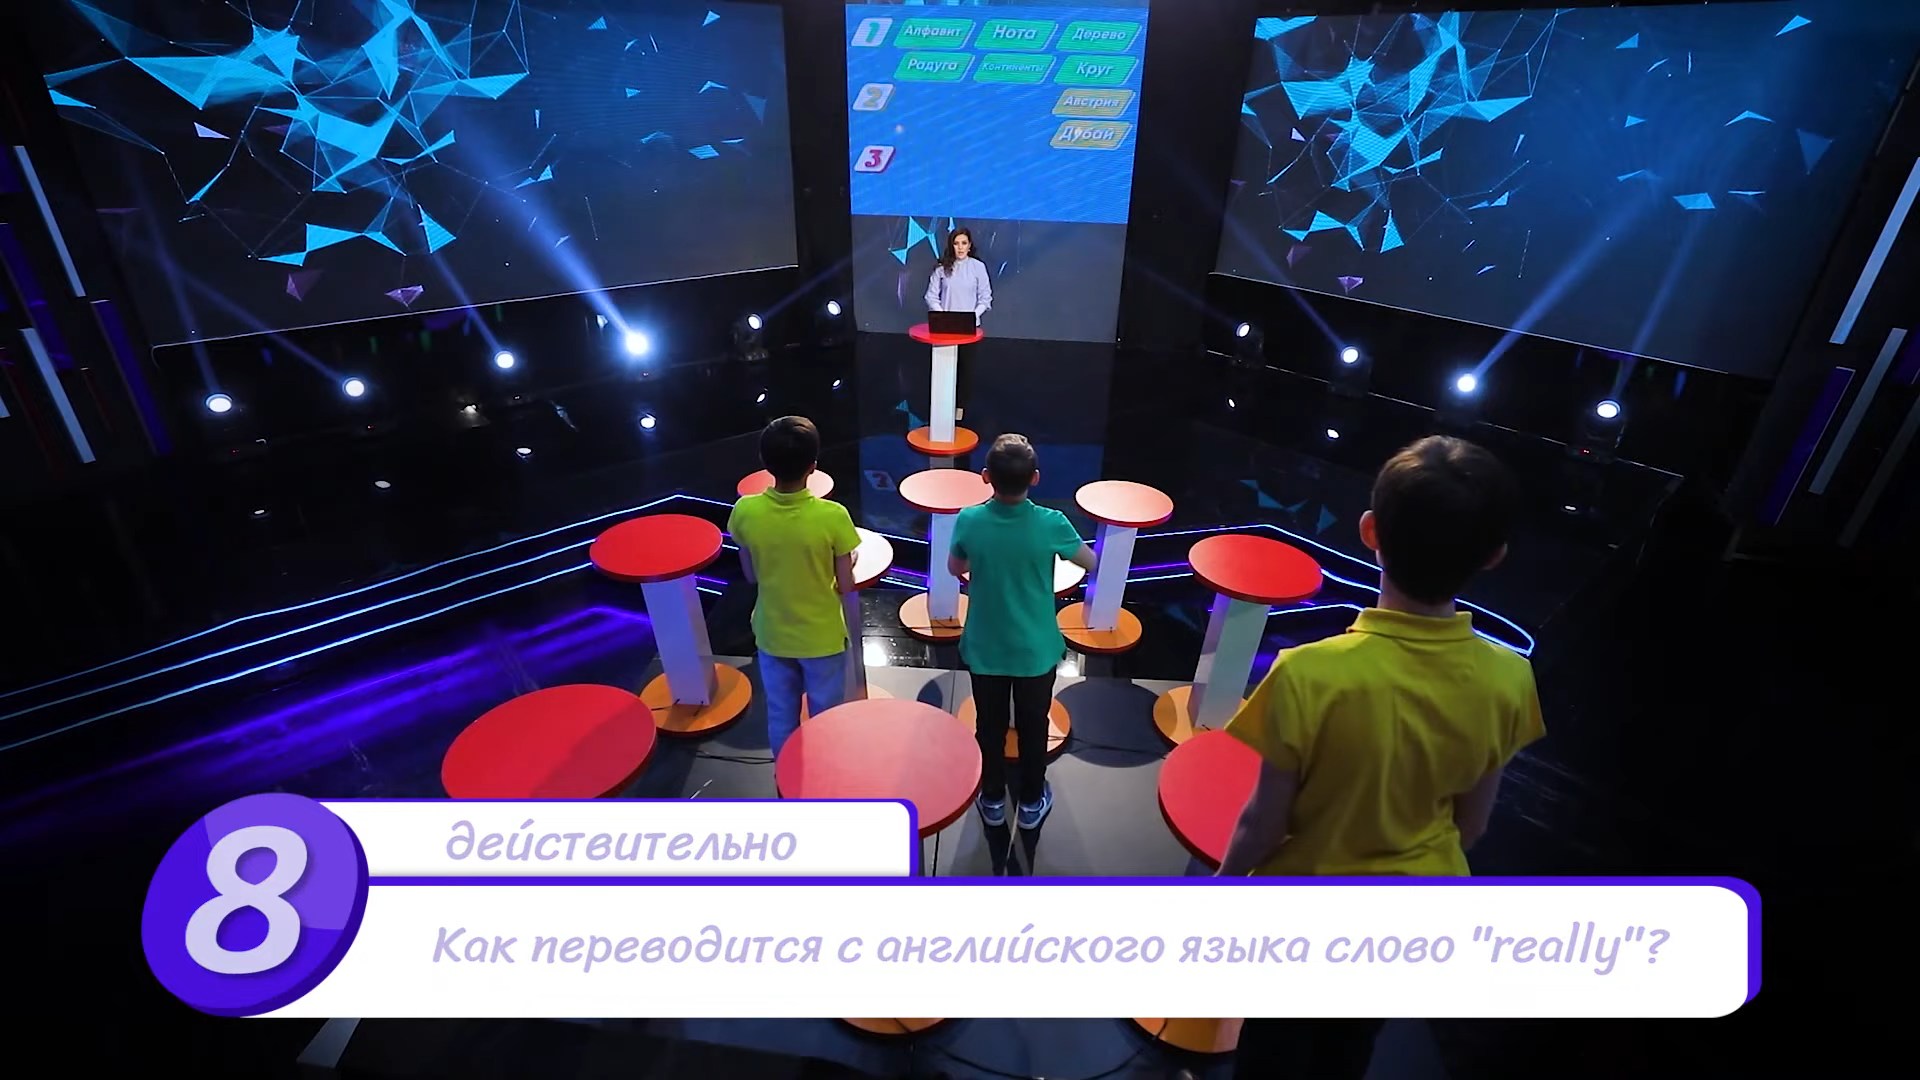 1 Алфавит Нота Дерево
Радуга Континенты Круг
2 Австрия
Дубай
3
8 действительно
Как переводится с английского языка слово "really"?